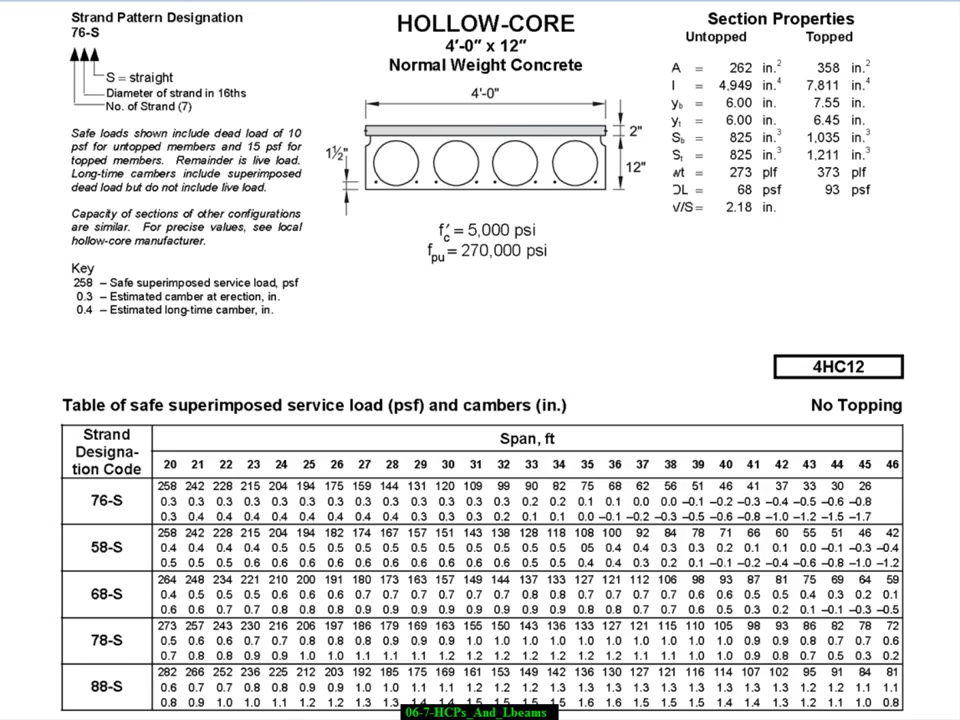 Strand Pattern Designation
76-S
S = straight
Diameter of strand in 16ths
No. of Strand (7)
Safe loads shown include dead load of 10
psf for untopped members and 15 psf for
topped members. Remainder is live load.
Long-time cambers include superimposed
dead load but do not include live load.
Capacity of sections of other configurations
are similar. For precise values, see local
hollow-core manufacturer.
Key
258 – Safe superimposed service load, psf
0.3 – Estimated camber at erection, in.
0.4 – Estimated long-time camber, in.
HOLLOW-CORE
4'-0" x 12"
Normal Weight Concrete
4'-0"
2"
1½"
12"
f′c = 5,000 psi
fpu = 270,000 psi
Section Properties
Untopped Topped
A = 262 in.2 358 in.2
I = 4,949 in.4 7,811 in.4
yb = 6.00 in. 7.55 in.
yt = 6.00 in. 6.45 in.
Sb = 825 in.3 1,035 in.3
St = 825 in.3 1,211 in.3
wt = 273 plf 373 plf
DL = 68 psf 93 psf
V/S = 2.18 in.
4HC12
Table of safe superimposed service load (psf) and cambers (in.) No Topping
Strand Designa-tion Code
Span, ft
20 21 22 23 24 25 26 27 28 29 30 31 32 33 34 35 36 37 38 39 40 41 42 43 44 45 46
76-S
258 242 228 215 204 194 175 159 144 131 120 109 99 90 82 75 68 62 56 51 46 41 37 33 30 26
0.3 0.3 0.3 0.3 0.3 0.3 0.3 0.3 0.3 0.3 0.3 0.3 0.3 0.2 0.2 0.1 0.1 0.0 0.0 –0.1 –0.2 –0.3 –0.4 –0.5 –0.6 –0.8
0.3 0.4 0.4 0.4 0.4 0.4 0.4 0.4 0.4 0.3 0.3 0.3 0.2 0.1 0.1 0.0 –0.1 –0.2 –0.3 –0.5 –0.6 –0.8 –1.0 –1.2 –1.5 –1.7
58-S
258 242 228 215 204 194 182 174 167 157 151 143 138 128 118 108 100 92 84 78 71 66 60 55 51 46 42
0.4 0.4 0.4 0.4 0.5 0.5 0.5 0.5 0.5 0.5 0.5 0.5 0.5 0.5 0.5 05 0.4 0.4 0.3 0.3 0.2 0.1 0.1 0.0 –0.1 –0.3 –0.4
0.5 0.5 0.5 0.6 0.6 0.6 0.6 0.6 0.6 0.6 0.6 0.6 0.5 0.5 0.5 0.4 0.4 0.3 0.2 0.1 –0.1 –0.2 –0.4 –0.6 –0.8 –1.0 –1.2
68-S
264 248 234 221 210 200 191 180 173 163 157 149 144 137 133 127 121 112 106 98 93 87 81 75 69 64 59
0.4 0.5 0.5 0.5 0.6 0.6 0.6 0.7 0.7 0.7 0.7 0.7 0.7 0.8 0.8 0.7 0.7 0.7 0.7 0.6 0.6 0.5 0.5 0.4 0.3 0.2 0.1
0.6 0.6 0.7 0.7 0.8 0.8 0.8 0.9 0.9 0.9 0.9 0.9 0.9 0.9 0.9 0.8 0.8 0.7 0.7 0.6 0.5 0.3 0.2 0.1 –0.1 –0.3 –0.5
78-S
273 257 243 230 216 206 197 186 179 169 163 155 150 143 136 133 127 121 115 110 105 98 93 86 82 78 72
0.5 0.6 0.6 0.7 0.7 0.8 0.8 0.8 0.9 0.9 0.9 1.0 1.0 1.0 1.0 1.0 1.0 1.0 1.0 1.0 1.0 0.9 0.9 0.8 0.7 0.7 0.6
0.7 0.8 0.8 0.9 0.9 1.0 1.0 1.1 1.1 1.1 1.2 1.2 1.2 1.2 1.2 1.2 1.2 1.1 1.1 1.0 1.0 0.9 0.8 0.7 0.5 0.3 0.2
88-S
282 266 252 236 225 212 203 192 185 175 169 161 153 149 142 136 130 127 121 116 114 107 102 95 91 84 81
0.6 0.7 0.7 0.8 0.8 0.9 0.9 1.0 1.0 1.1 1.1 1.2 1.2 1.2 1.3 1.3 1.3 1.3 1.3 1.3 1.3 1.3 1.3 1.2 1.2 1.1 1.1
0.8 0.9 1.0 1.0 1.1 1.2 1.2 1.3 1.3 1.6 1.6 1.5 1.5 1.5 1.4 1.4 1.3 1.2 1.1 1.0 0.8
06-7-HCPs_And_Lbeams